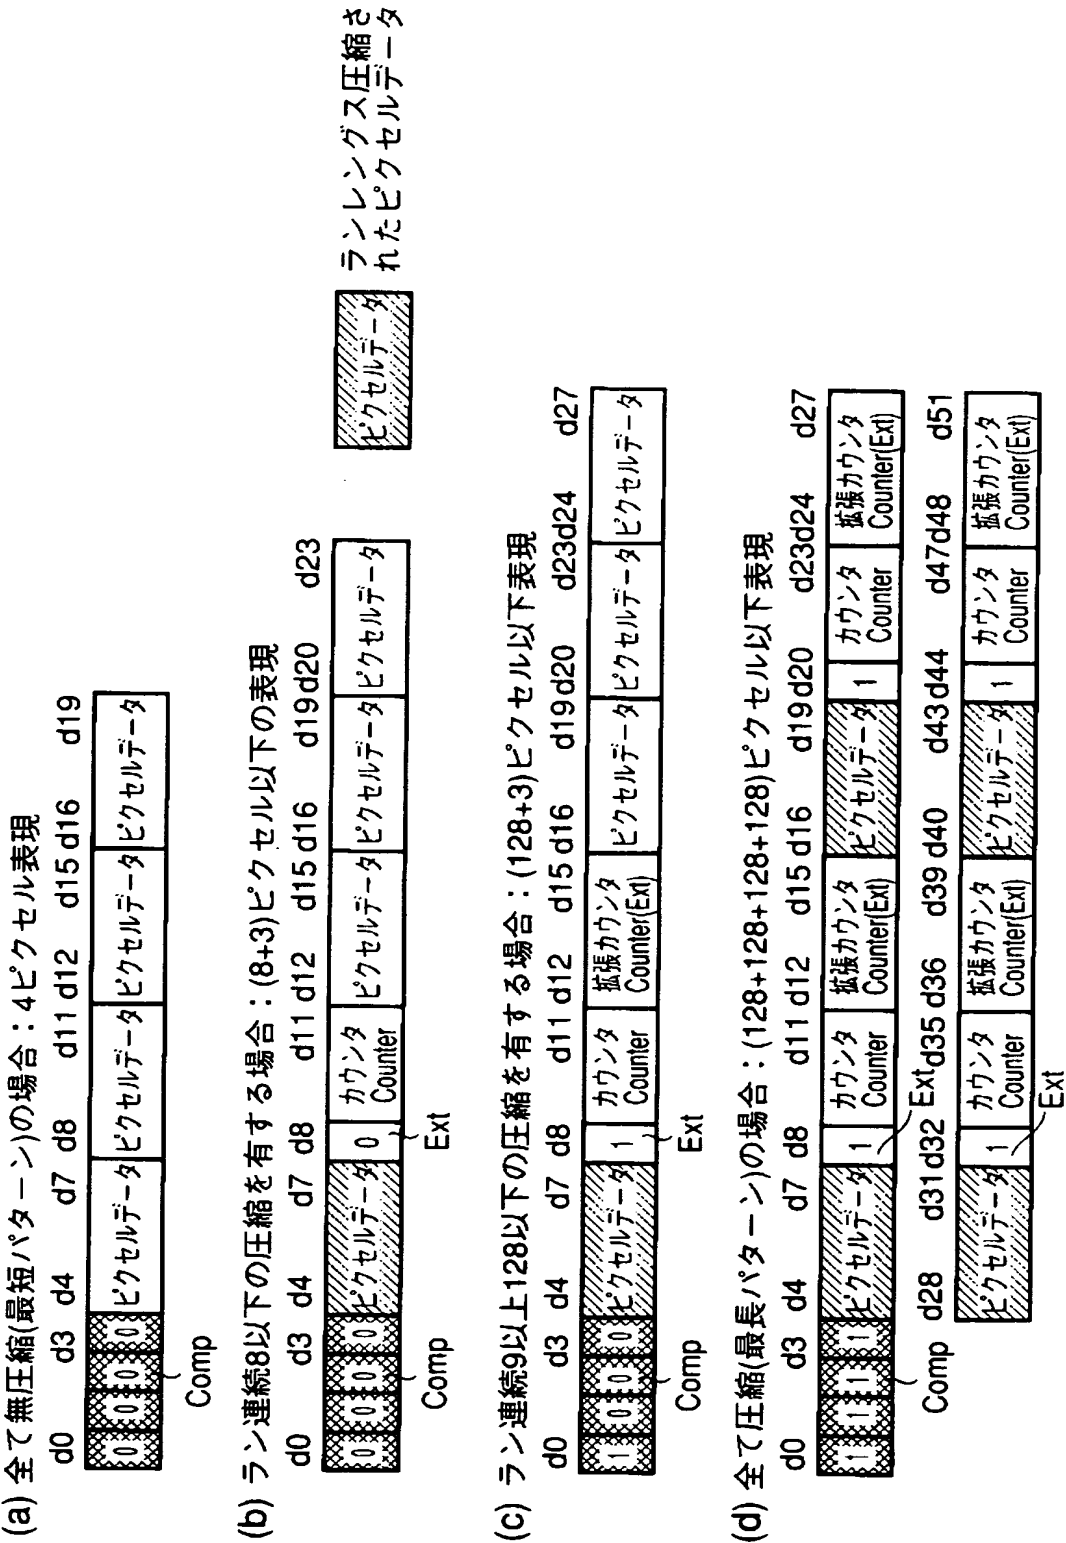 (a) 全て無圧縮(最短パターン)の場合：4ピクセル表現
d0 d3 d4 d7 d8 d11 d12 d15 d16 d19
0 0 0 0 ピクセルデータ ピクセルデータ ピクセルデータ ピクセルデータ
Comp
(b) ラン連続8以下の圧縮を有する場合：(8+3)ピクセル以下の表現
d0 d3 d4 d7 d8 d11 d12 d15 d16 d19 d20 d23
0 0 0 0 ピクセルデータ 0 カウンタ ピクセルデータ ピクセルデータ ピクセルデータ
Counter
Comp Ext
ピクセルデータ
ランレングス圧縮さ
れたピクセルデータ
(c) ラン連続9以上128以下の圧縮を有する場合：(128+3)ピクセル以下表現
d0 d3 d4 d7 d8 d11 d12 d15 d16 d19 d20 d23 d24 d27
1 0 0 0 ピクセルデータ 1 カウンタ 拡張カウンタ ピクセルデータ ピクセルデータ ピクセルデータ
Counter Counter(Ext)
Comp Ext
(d) 全て圧縮(最長パターン)の場合：(128+128+128+128)ピクセル以下表現
d0 d3 d4 d7 d8 d11 d12 d15 d16 d19 d20 d23 d24 d27
1 1 1 1 ピクセルデータ 1 カウンタ 拡張カウンタ ピクセルデータ 1 カウンタ 拡張カウンタ
Counter Counter(Ext) Counter Counter(Ext)
Comp Ext
d28 d31 d32 d35 d36 d39 d40 d43 d44 d47 d48 d51
ピクセルデータ 1 カウンタ 拡張カウンタ ピクセルデータ 1 カウンタ 拡張カウンタ
Counter Counter(Ext) Counter Counter(Ext)
Ext